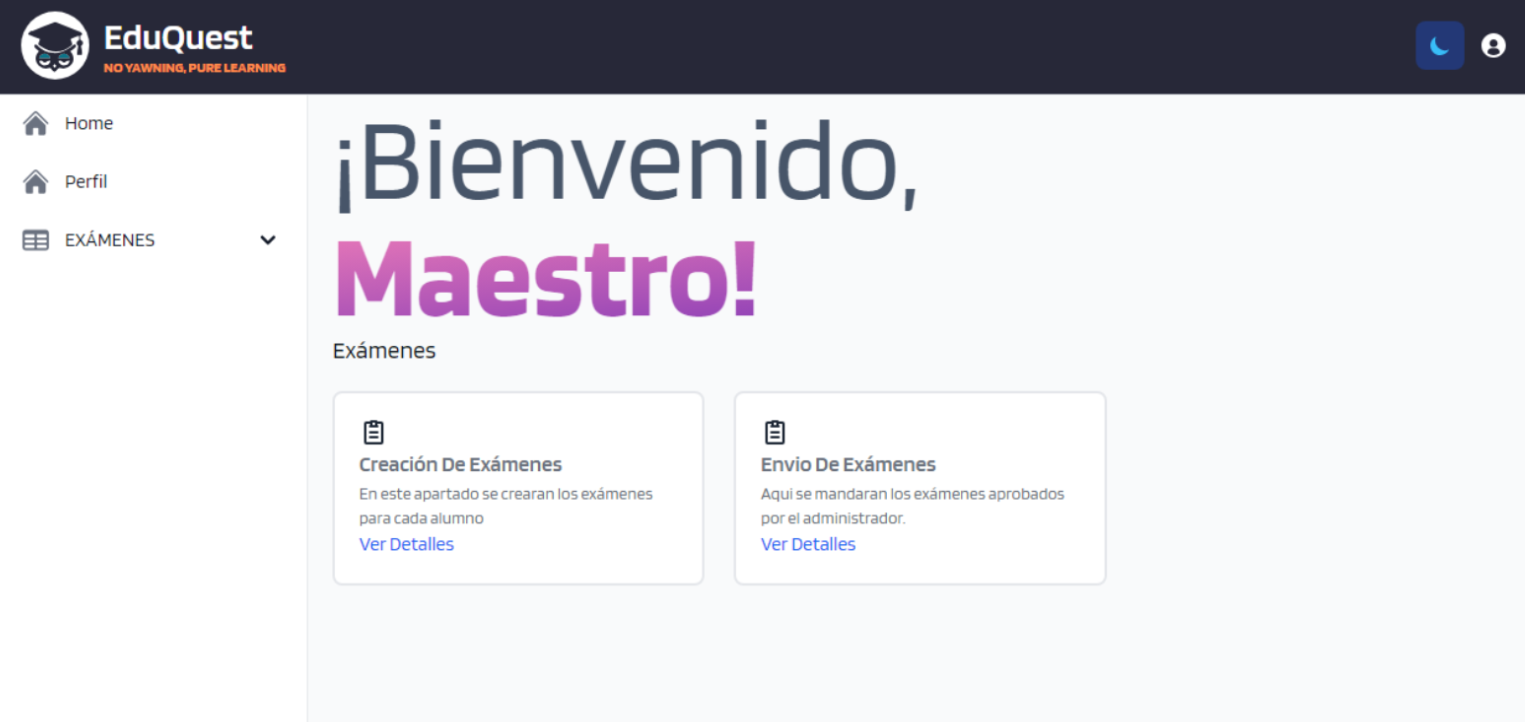 EduQuest
NO YAWNING, PURE LEARNING
Home
Perfil
EXÁMENES
¡Bienvenido,
Maestro!
Exámenes
Creación De Exámenes
En este apartado se crearan los exámenes
para cada alumno
Ver Detalles
Envio De Exámenes
Aqui se mandaran los exámenes aprobados
por el administrador.
Ver Detalles